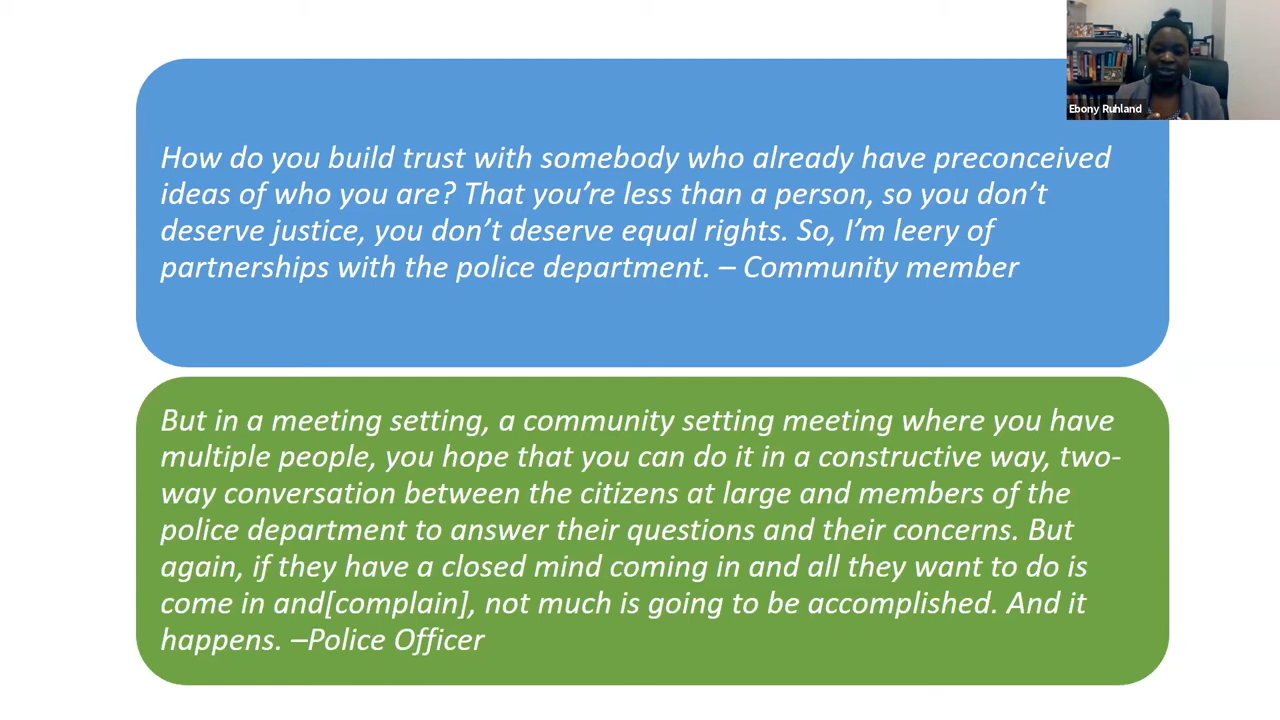 Ebony Ruhland
How do you build trust with somebody who already have preconceived
ideas of who you are? That you’re less than a person, so you don’t
deserve justice, you don’t deserve equal rights. So, I’m leery of
partnerships with the police department. – Community member
But in a meeting setting, a community setting meeting where you have
multiple people, you hope that you can do it in a constructive way, two-
way conversation between the citizens at large and members of the
police department to answer their questions and their concerns. But
again, if they have a closed mind coming in and all they want to do is
come in and[complain], not much is going to be accomplished. And it
happens. –Police Officer